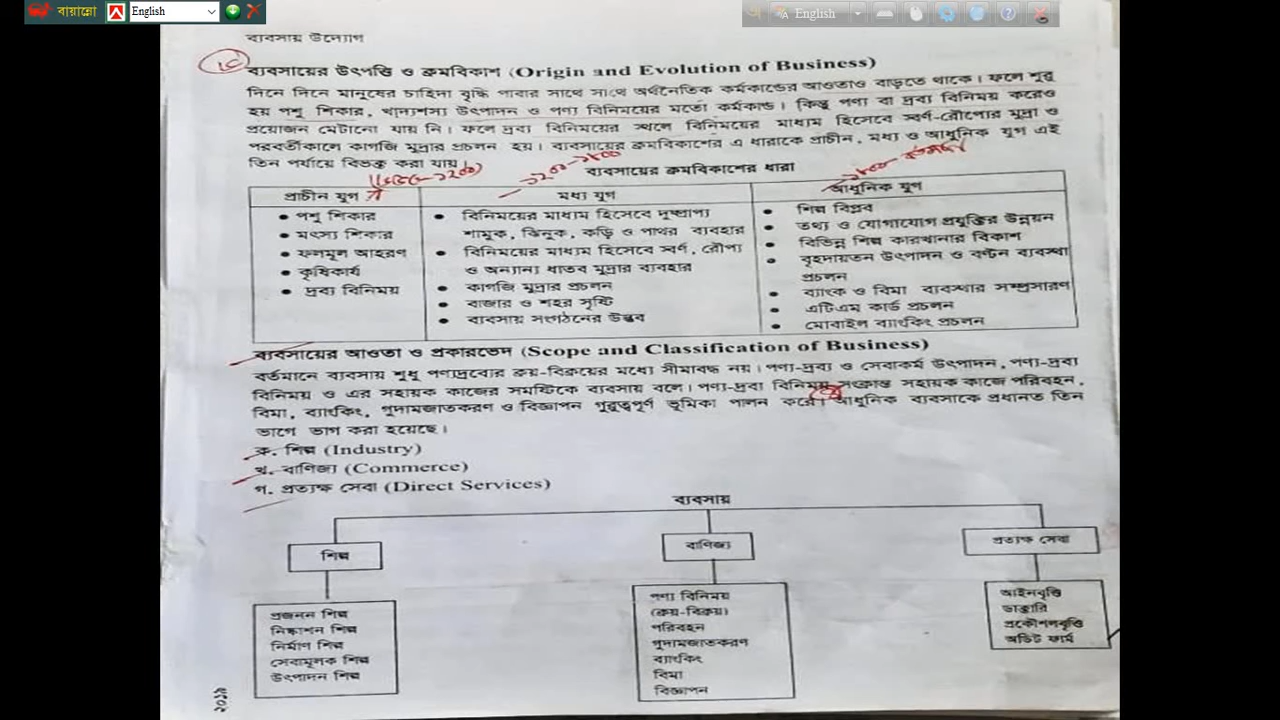 বায়ান্নো
English
English
ব্যবসায় উদ্যোগ
ব্যবসায়ের উৎপত্তি ও ক্রমবিকাশ (Origin and Evolution of Business)
দিনে দিনে মানুষের চাহিদা বৃদ্ধি পাবার সাথে সাথে অর্থনৈতিক কর্মকান্ডের আওতাও বাড়তে থাকে। ফলে শুরু
হয় পশু শিকার, খাদ্যশস্য উৎপাদন ও পণ্য বিনিময়ের মতো কর্মকান্ড। কিন্তু পণ্য বা দ্রব্য বিনিময় করেও
প্রয়োজন মেটানো যায় নি। ফলে দ্রব্য বিনিময়ের স্থলে বিনিময়ের মাধ্যম হিসেবে স্বর্ণ-রৌপ্যের মুদ্রা ও
পরবর্তীকালে কাগজি মুদ্রার প্রচলন হয়। ব্যবসায়ের ক্রমবিকাশের এ ধারাকে প্রাচীন, মধ্য ও আধুনিক যুগ এই
তিন পর্যায়ে বিভক্ত করা যায়।
ব্যবসায়ের ক্রমবিকাশের ধারা
প্রাচীন যুগ
• পশু শিকার
• মৎস্য শিকার
• ফলমূল আহরণ
• কৃষিকার্য
• দ্রব্য বিনিময়
মধ্য যুগ
• বিনিময়ের মাধ্যম হিসেবে দুষ্প্রাপ্য
শামুক, ঝিনুক, কড়ি ও পাথর ব্যবহার
• বিনিময়ের মাধ্যম হিসেবে স্বর্ণ, রৌপ্য
ও অন্যান্য ধাতব মুদ্রার ব্যবহার
• কাগজি মুদ্রার প্রচলন
• বাজার ও শহর সৃষ্টি
• ব্যবসায় সংগঠনের উদ্ভব
আধুনিক যুগ
• শিল্প বিপ্লব
• তথ্য ও যোগাযোগ প্রযুক্তির উন্নয়ন
• বিভিন্ন শিল্প কারখানার বিকাশ
• বৃহদায়তন উৎপাদন ও বণ্টন ব্যবস্থা
প্রচলন
• ব্যাংক ও বিমা ব্যবস্থার সম্প্রসারণ
• এটিএম কার্ড প্রচলন
• মোবাইল ব্যাংকিং প্রচলন
ব্যবসায়ের আওতা ও প্রকারভেদ (Scope and Classification of Business)
বর্তমানে ব্যবসায় শুধু পণ্যদ্রব্যের ক্রয়-বিক্রয়ের মধ্যে সীমাবদ্ধ নয়। পণ্য-দ্রব্য ও সেবাকর্ম উৎপাদন, পণ্য-দ্রব্য
বিনিময় ও এর সহায়ক কাজের সমষ্টিকে ব্যবসায় বলে। পণ্য-দ্রব্য বিনিময় সংক্রান্ত সহায়ক কাজে পরিবহন,
বিমা, ব্যাংকিং, গুদামজাতকরণ ও বিজ্ঞাপন গুরুত্বপূর্ণ ভূমিকা পালন করে। আধুনিক ব্যবসাকে প্রধানত তিন
ভাগে ভাগ করা হয়েছে।
ক. শিল্প (Industry)
খ. বাণিজ্য (Commerce)
গ. প্রত্যক্ষ সেবা (Direct Services)
ব্যবসায়
শিল্প
বাণিজ্য
প্রত্যক্ষ সেবা
প্রজনন শিল্প
নিষ্কাশন শিল্প
নির্মাণ শিল্প
সেবামূলক শিল্প
উৎপাদন শিল্প
পণ্য বিনিময়
(ক্রয়-বিক্রয়)
পরিবহন
গুদামজাতকরণ
ব্যাংকিং
বিমা
বিজ্ঞাপন
আইনবৃত্তি
ডাক্তারি
প্রকৌশলবৃত্তি
অডিট ফার্ম
২০১৯